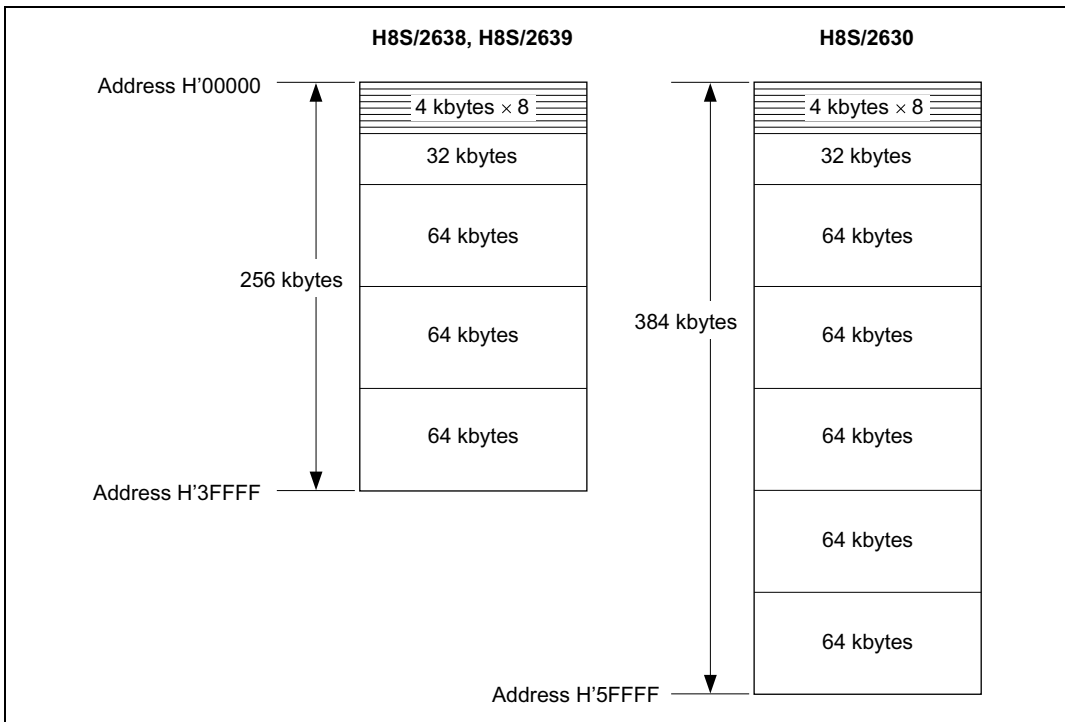 H8S/2638, H8S/2639
Address H'00000
4 kbytes × 8
32 kbytes
64 kbytes
256 kbytes
64 kbytes
64 kbytes
Address H'3FFFF
H8S/2630
4 kbytes × 8
32 kbytes
64 kbytes
64 kbytes
384 kbytes
64 kbytes
64 kbytes
64 kbytes
Address H'5FFFF